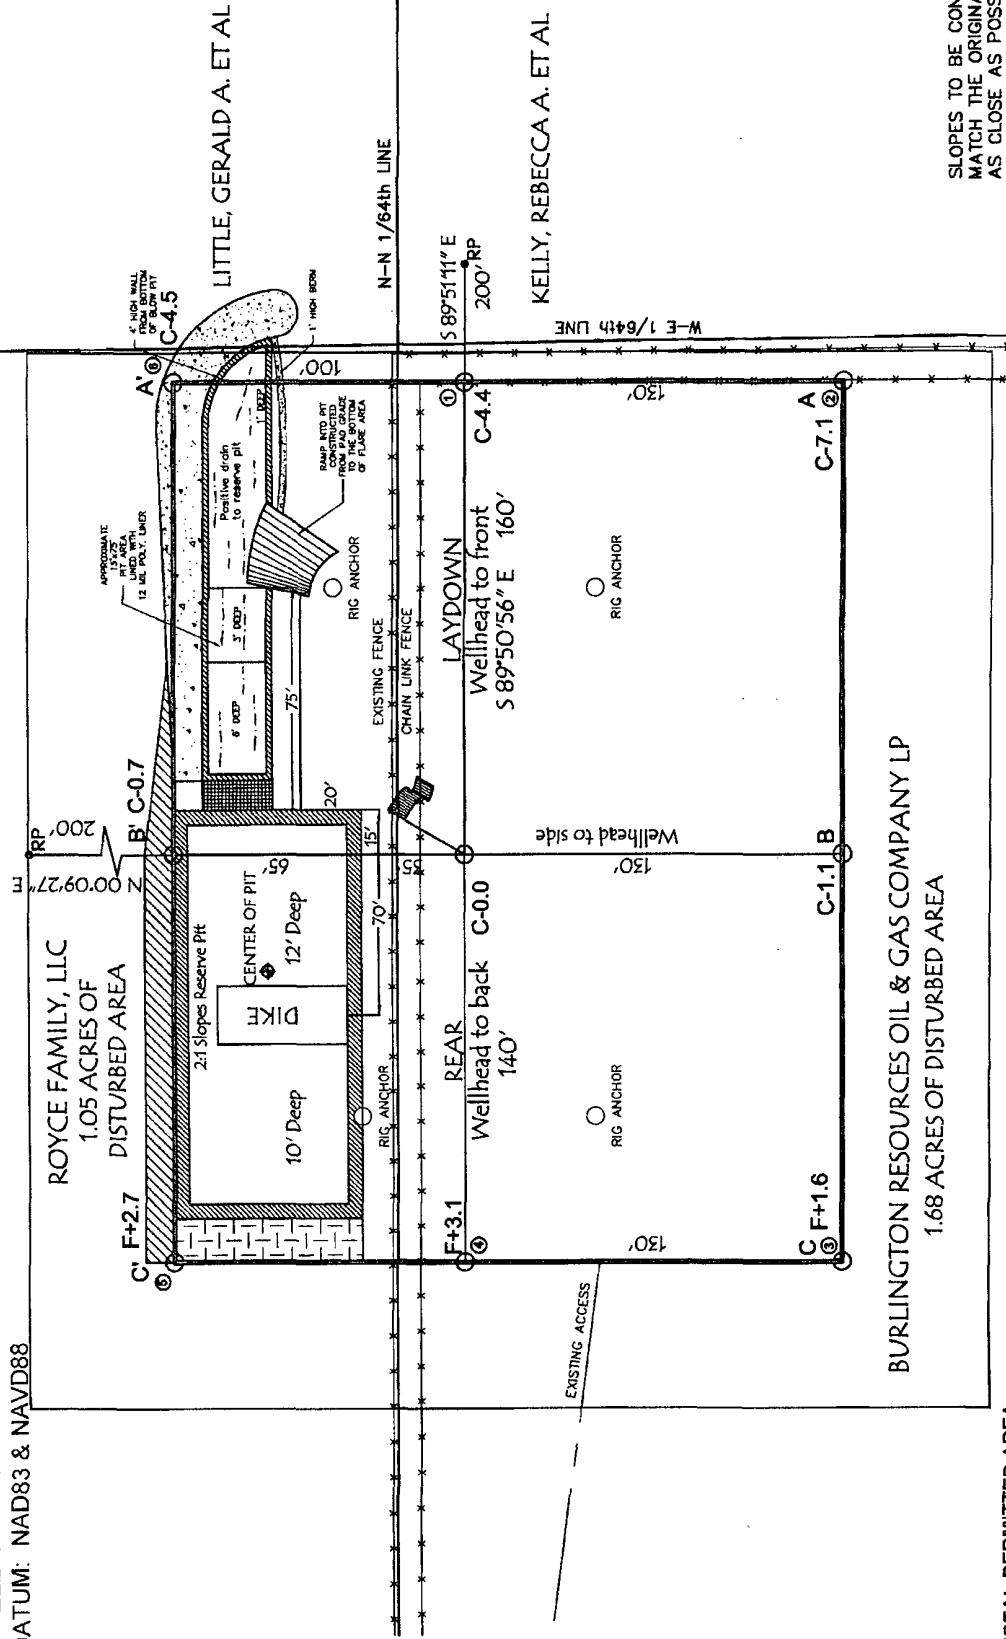 DATUM: NAD83 & NAVD88
ROYCE FAMILY, LLC
1.05 ACRES OF
DISTURBED AREA
LITTLE, GERALD A. ET AL
N-N 1/64th LINE
KELLY, REBECCA A. ET AL
W-E 1/64th LINE
S 89°51'11" E
200'
RP
RP
200'
N 00°09'27" E
C' F+2.7
⑤
B' C-0.7
A' ⑥
C-4.5
4' HIGH WALL
FROM BOTTOM
OF BLOW PIT
1' HIGH BERM
100'
APPROXIMATE
15'x75'
PIT AREA
LINED WITH
12 MIL POLY. LINER
Positive drain
to reserve pit
1' DEEP
3' DEEP
6' DEEP
RAMP INTO PIT
CONSTRUCTED
FROM PAD GRADE
TO THE BOTTOM
OF FLARE AREA
75'
20'
15'
70'
65'
35'
2:1 Slopes Reserve Pit
CENTER OF PIT
12' Deep
DIKE
10' Deep
RIG ANCHOR
RIG ANCHOR
EXISTING FENCE
CHAIN LINK FENCE
F+3.1
④
REAR
Wellhead to back
140'
C-0.0
LAYDOWN
Wellhead to front
S 89°50'56" E 160'
①
C-4.4
Wellhead to side
130'
130'
130'
RIG ANCHOR
RIG ANCHOR
EXISTING ACCESS
C F+1.6
③
C-1.1 B
C-7.1 A
②
BURLINGTON RESOURCES OIL & GAS COMPANY LP
1.68 ACRES OF DISTURBED AREA
SLOPES TO BE CON
MATCH THE ORIGINA
AS CLOSE AS POSS